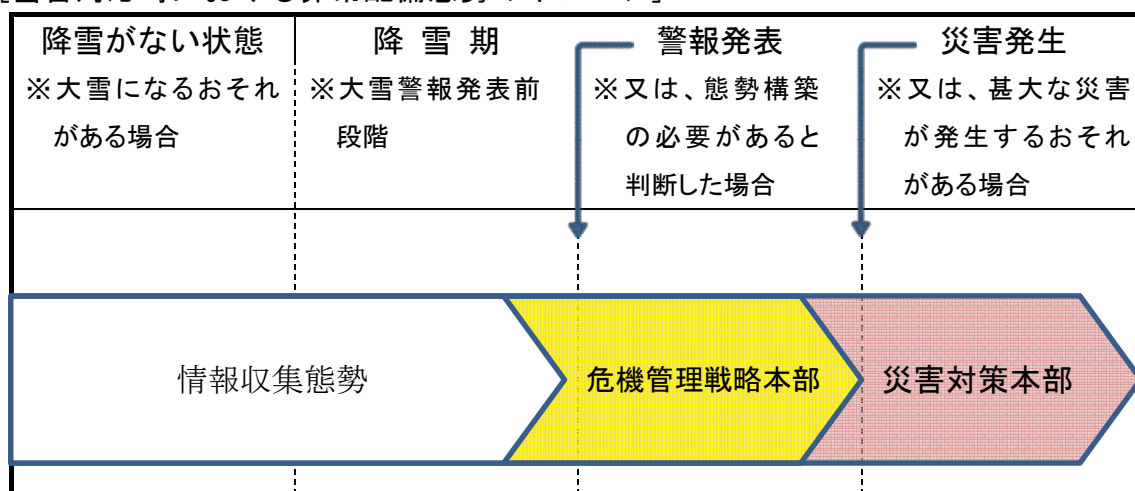 降雪がない状態
※大雪になるおそれ
がある場合
降雪期
※大雪警報発表前
段階
警報発表
※又は、態勢構築
の必要があると
判断した場合
災害発生
※又は、甚大な災害
が発生するおそれ
がある場合
情報収集態勢
危機管理戦略本部
災害対策本部